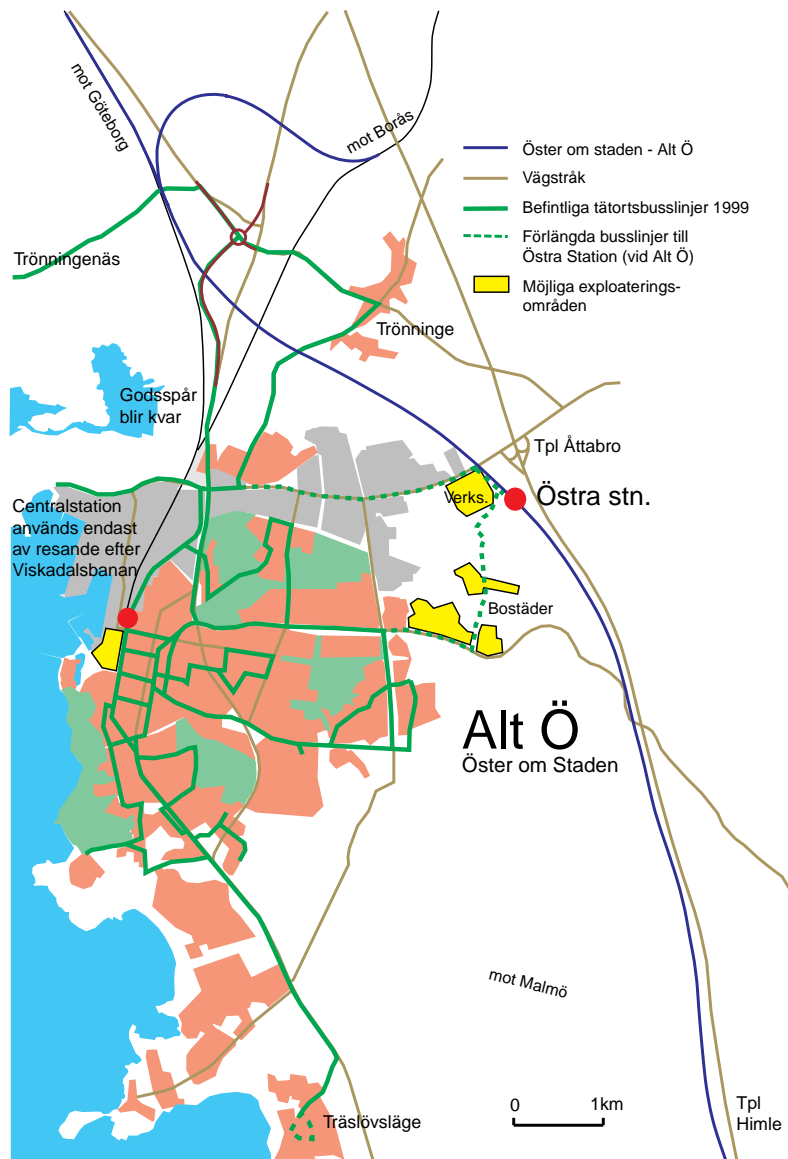 mot Göteborg
mot Borås
Öster om staden - Alt Ö
Vägstråk
Befintliga tätortsbusslinjer 1999
Förlängda busslinjer till
Östra Station (vid Alt Ö)
Möjliga exploaterings-
områden
Trönningenäs
Trönninge
Godsspår
blir kvar
Tpl Åttabro
Verks.
Östra stn.
Centralstation
används endast
av resande efter
Viskadalsbanan
Bostäder
Alt Ö
Öster om Staden
mot Malmö
0 1km
Tpl
Himle
Träslövsläge